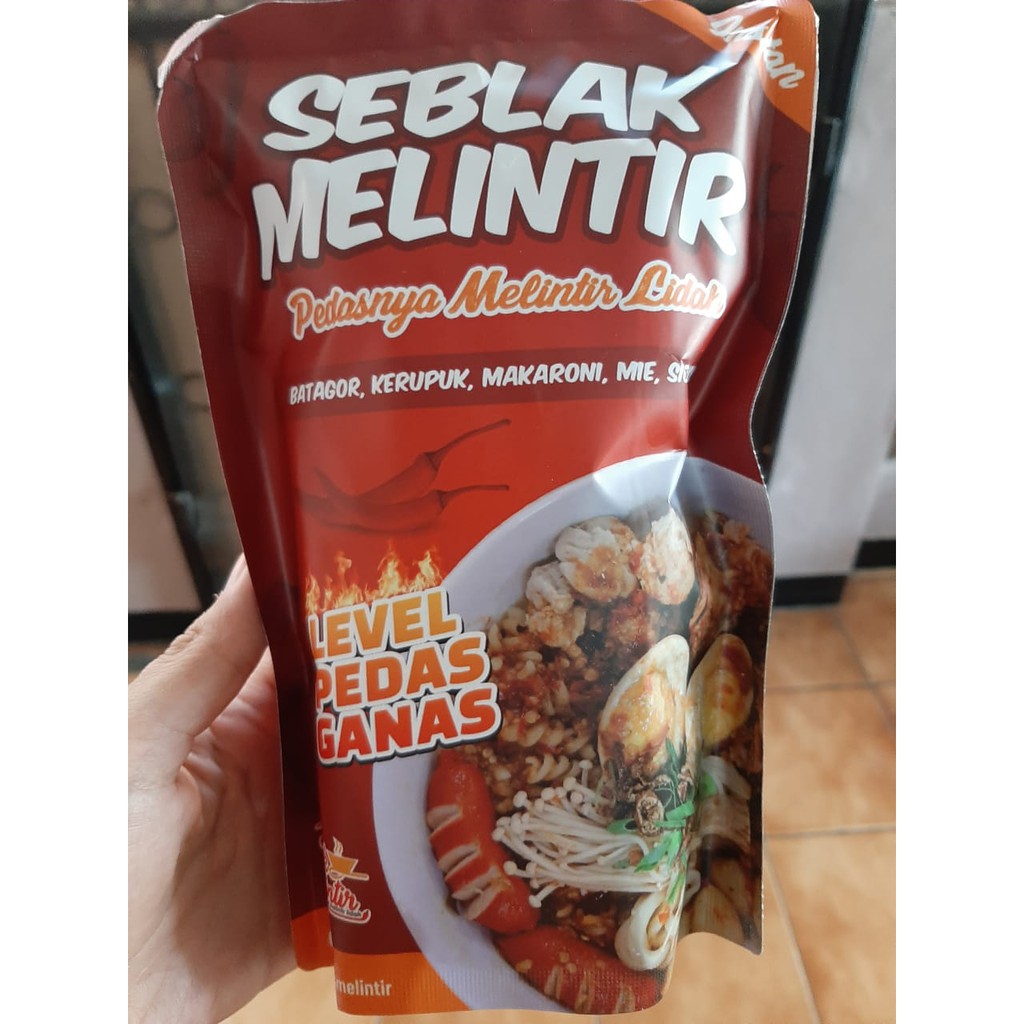 SEBLAK
MELINTIR
Pedasnya Melintir Lidah
BATAGOR, KERUPUK, MAKARONI, MIE,
LEVEL
PEDAS
GANAS
melintir